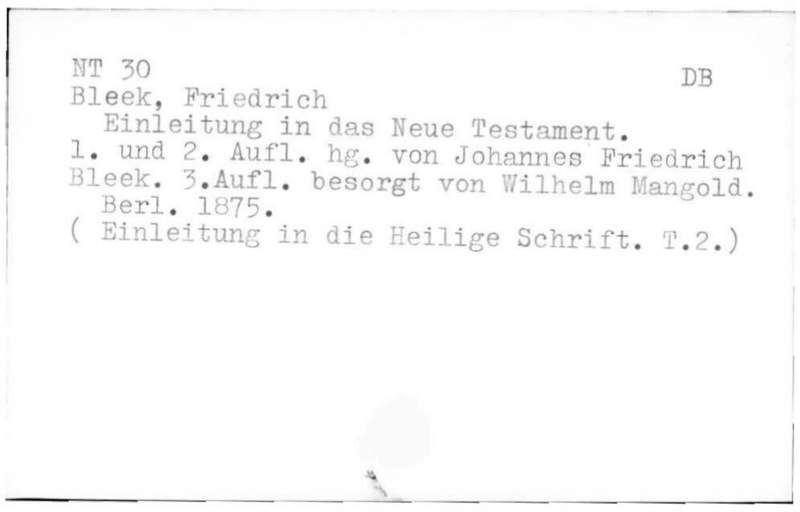 NT 30 DB
Bleek, Friedrich
Einleitung in das Neue Testament.
1. und 2. Aufl. hg. von Johannes Friedrich
Bleek. 3.Aufl. besorgt von Wilhelm Mangold.
Berl. 1875.
( Einleitung in die Heilige Schrift. T.2.)